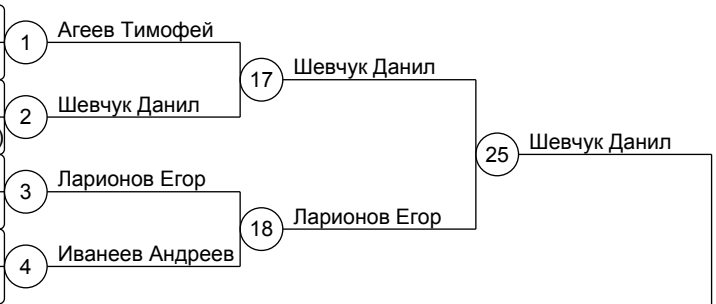 1 Агеев Тимофей
17 Шевчук Данил
2 Шевчук Данил
25 Шевчук Данил
3 Ларионов Егор
18 Ларионов Егор
4 Иванеев Андреев